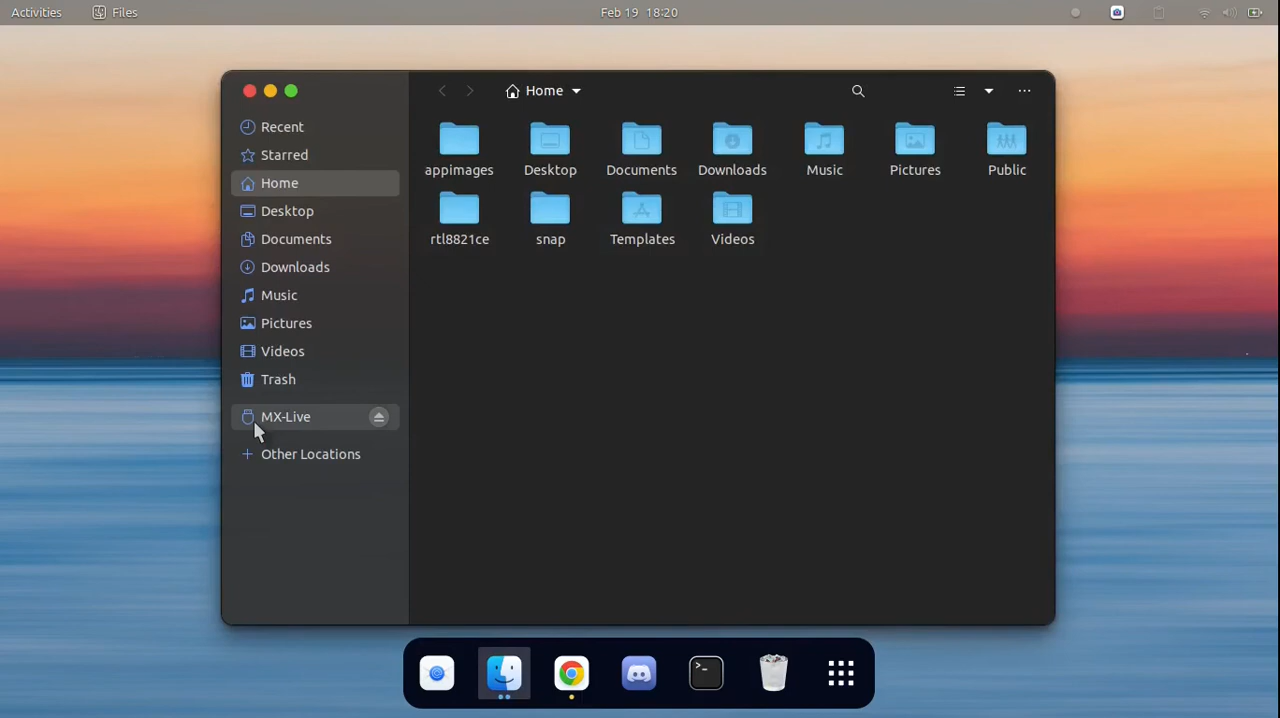 Activities Files Feb 19 18:20
Home
Recent
Starred
Home
Desktop
Documents
Downloads
Music
Pictures
Videos
Trash
MX-Live
Other Locations
appimages Desktop Documents Downloads Music Pictures Public
rtl8821ce snap Templates Videos
>_